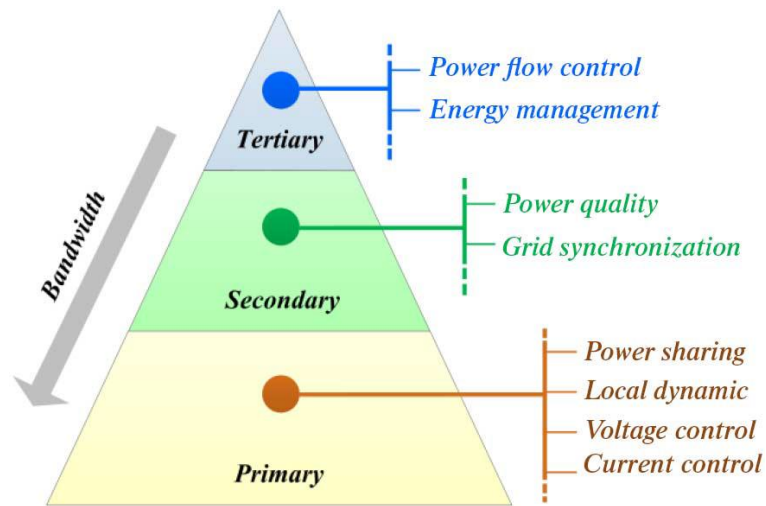 Power flow control
Energy management
Tertiary
Bandwidth
Power quality
Grid synchronization
Secondary
Power sharing
Local dynamic
Voltage control
Current control
Primary